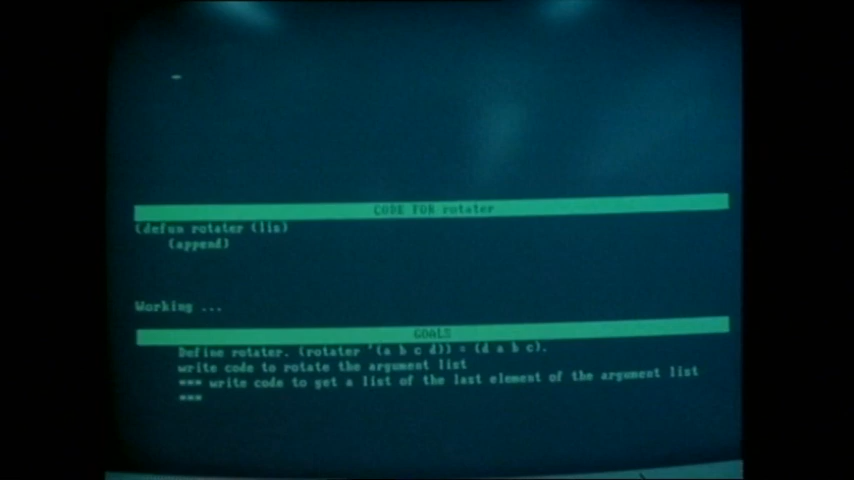 CODE FOR rotater
(defun rotater (lis)
(append)
Working ...
GOALS
Define rotater. (rotater '(a b c d)) = (d a b c).
write code to rotate the argument list
*** write code to get a list of the last element of the argument list
***